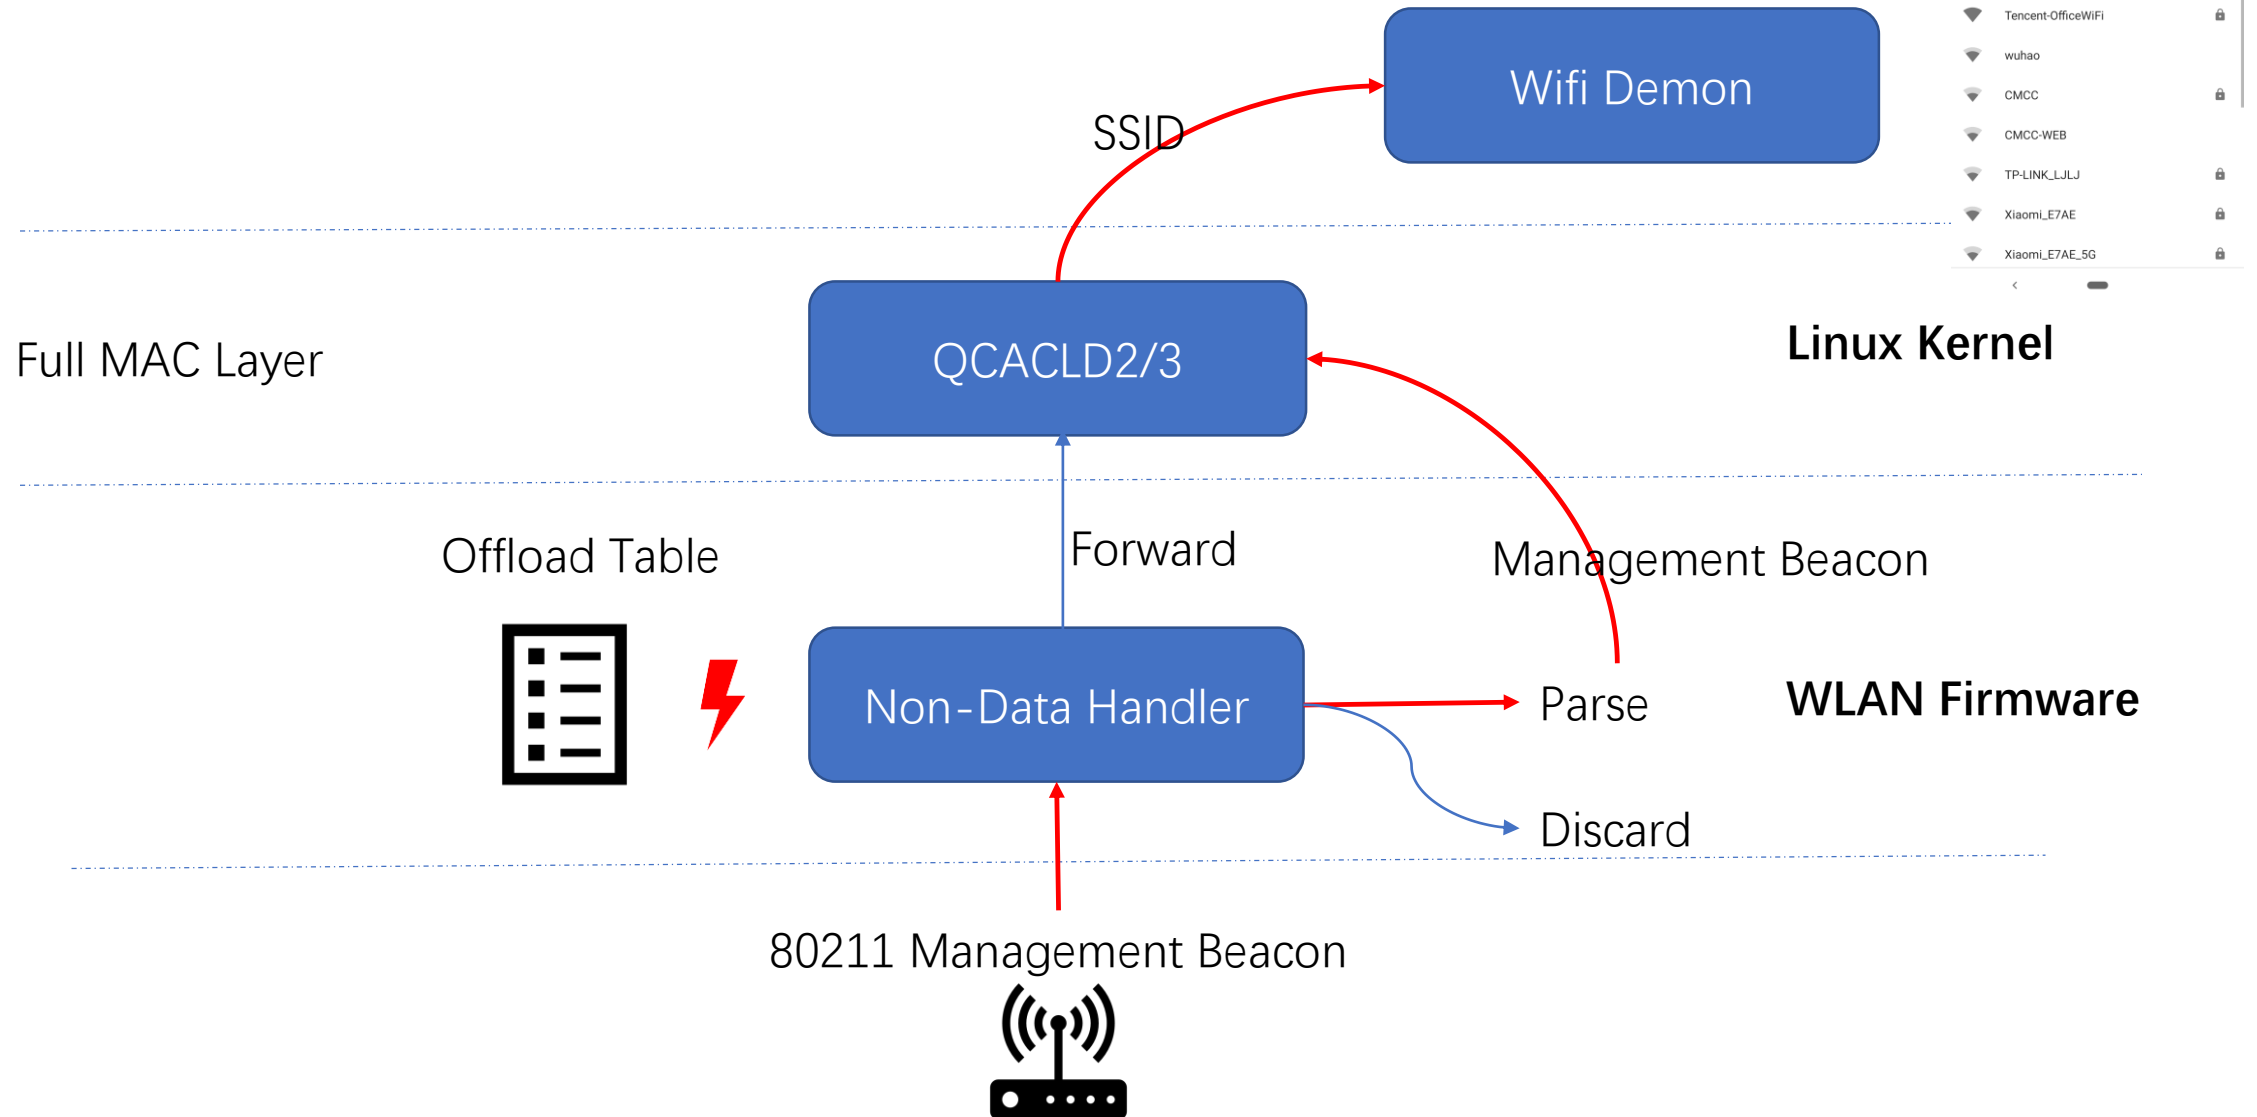 Tencent-OfficeWiFi
wuhao
CMCC
CMCC-WEB
TP-LINK_LJLJ
Xiaomi_E7AE
Xiaomi_E7AE_5G
Wifi Demon
SSID
Full MAC Layer
QCACLD2/3
Linux Kernel
Offload Table
Forward
Management Beacon
Non-Data Handler
Parse
WLAN Firmware
Discard
80211 Management Beacon